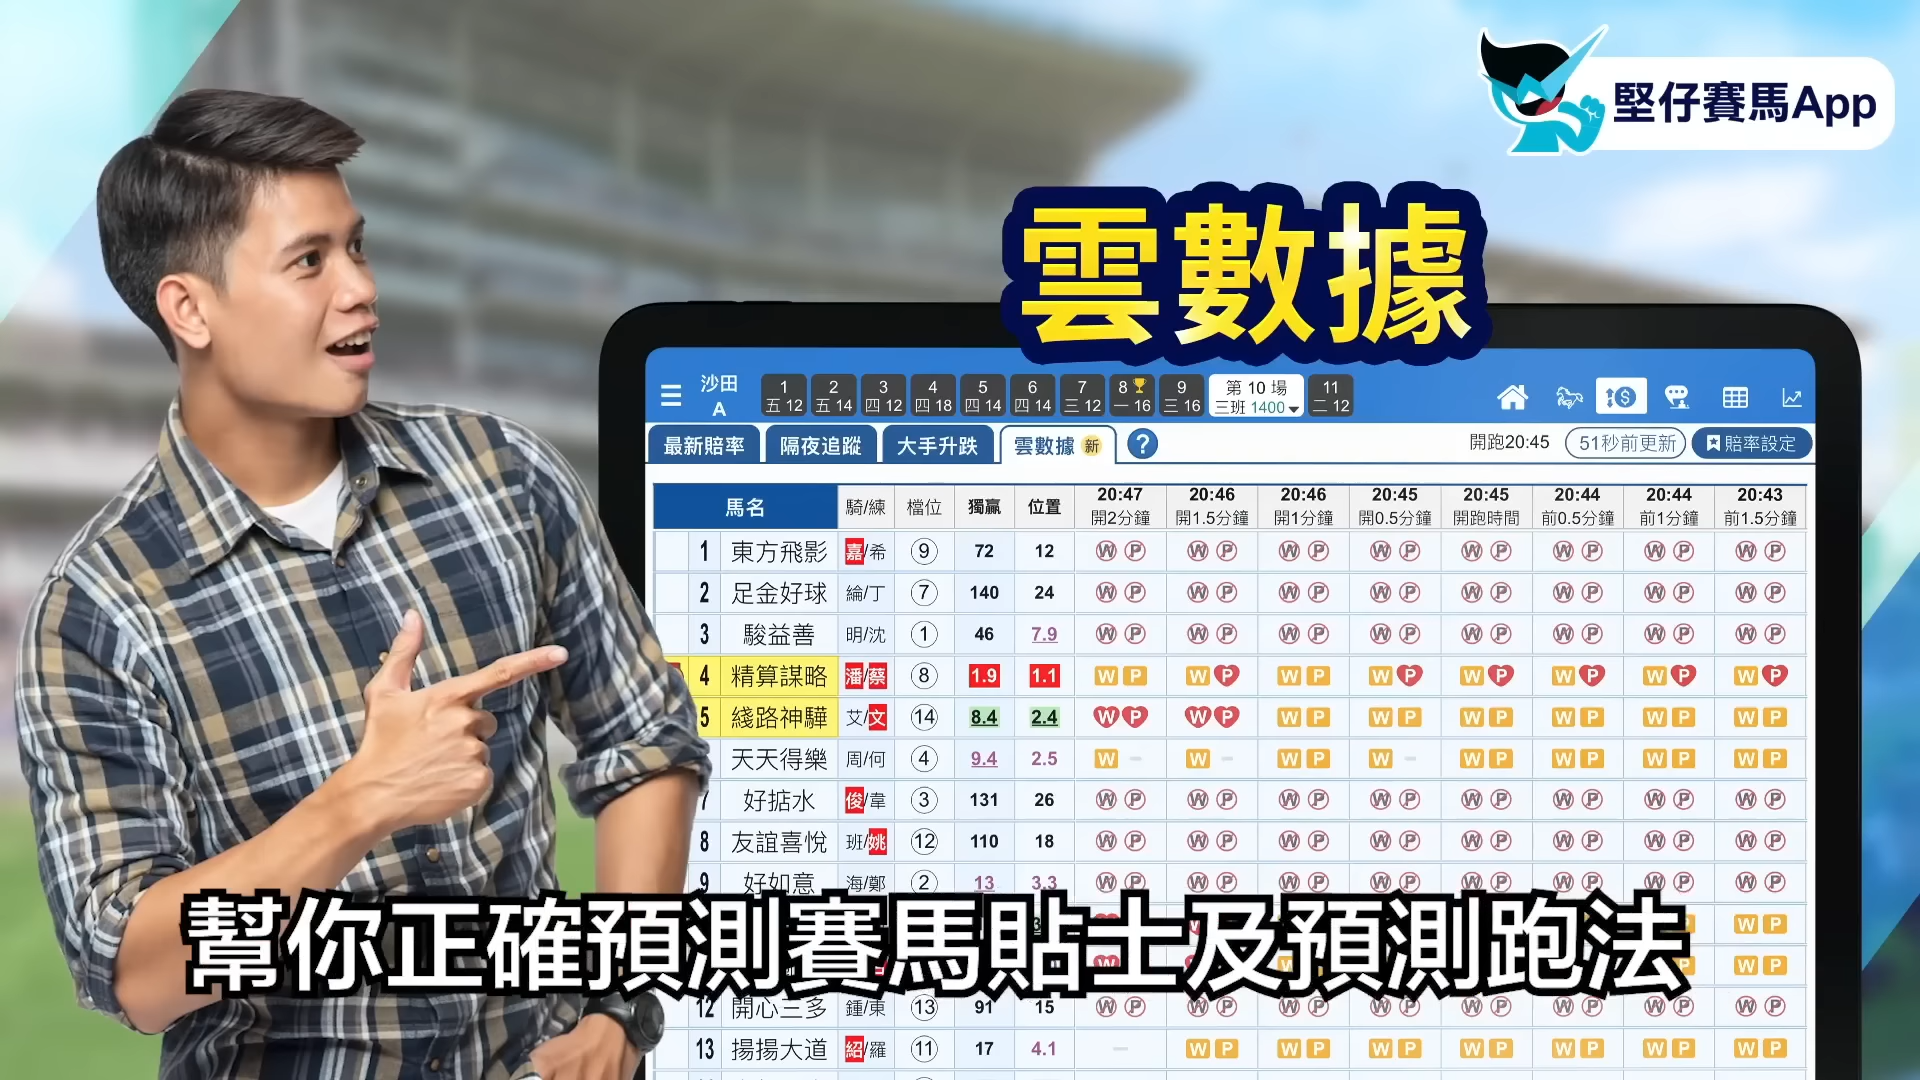 堅仔賽馬App
雲數據
沙田 A
1 五 12
2 五 14
3 四 12
4 四 18
5 四 14
6 四 14
7 三 12
8 一 16
9 三 16
第 10 場 三班 1400
11 二 12
最新賠率 隔夜追蹤 大手升跌 雲數據 新 ? 開跑20:45 51秒前更新 賠率設定
馬名 騎/練 檔位 獨贏 位置 20:47 開2分鐘 20:46 開1.5分鐘 20:46 開1分鐘 20:45 開0.5分鐘 20:45 開跑時間 20:44 前0.5分鐘 20:44 前1分鐘 20:43 前1.5分鐘
1 東方飛影 嘉/希 9 72 12 W P W P W P W P W P W P W P W P
2 足金好球 綸/丁 7 140 24 W P W P W P W P W P W P W P W P
3 駿益善 明/沈 1 46 7.9 W P W P W P W P W P W P W P W P
4 精算謀略 潘/蔡 8 1.9 1.1 W P W P W P W P W P W P W P W P
5 綫路神驊 艾/文 14 8.4 2.4 W P W P W P W P W P W P W P W P
天天得樂 周/何 4 9.4 2.5 W – W – W P W – W P W P W P W P
7 好掂水 俊/韋 3 131 26 W P W P W P W P W P W P W P W P
8 友誼喜悅 班/姚 12 110 18 W P W P W P W P W P W P W P W P
9 好如意 海/鄭 2 13 3.3 W P W P W P W P W P W P W P W P
W P
W P
幫你正確預測賽馬貼士及預測跑法
12 開心三多 鍾/東 13 91 15 W P W P W P W P W P W P W P W P
13 揚揚大道 紹/羅 11 17 4.1 – W P W P W P W P W P W P W P